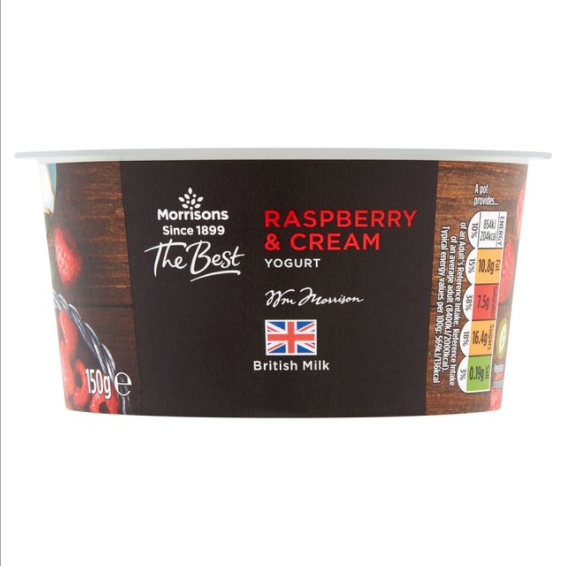 Morrisons
Since 1899
The Best
RASPBERRY
& CREAM
YOGURT
Wm Morrison
British Milk
150g e
A pot
provides...
ENERGY
854kJ
204kcal
10%
Fat
10.8g
15%
7.5g
38%
Sugars
16.4g
18%
0.19g
3%
of an Adult's Reference Intake. Reference Intake
of an average adult (8400kJ/2000kcal)
Typical energy values per 100g: 569kJ/136kcal